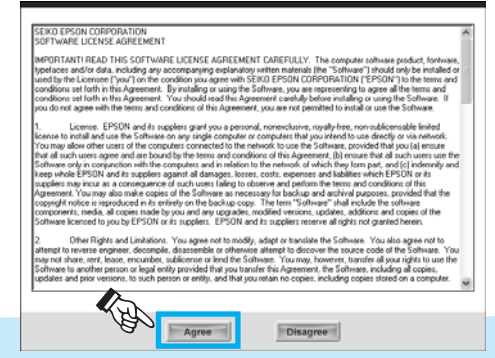 SEIKO EPSON CORPORATION
SOFTWARE LICENSE AGREEMENT
IMPORTANT! READ THIS SOFTWARE LICENSE AGREEMENT CAREFULLY. The computer software product, fontware,
typefaces and/or data, including any accompanying explanatory written materials (the "Software") should only be installed or
used by the Licensee ("you") on the condition you agree with SEIKO EPSON CORPORATION ("EPSON") to the terms and
conditions set forth in this Agreement. By installing or using the Software, you are representing to agree all the terms and
conditions set forth in this Agreement. You should read this Agreement carefully before installing or using the Software. If
you do not agree with the terms and conditions of this Agreement, you are not permitted to install or use the Software.
1. License. EPSON and its suppliers grant you a personal, nonexclusive, royalty-free, non-sublicensable limited
license to install and use the Software on any single computer or computers that you intend to use directly or via network.
You may allow other users of the computers connected to the network to use the Software, provided that you (a) ensure
that all such users agree and are bound by the terms and conditions of this Agreement, (b) ensure that all such users use the
Software only in conjunction with the computers and in relation to the network of which they form part, and (c) indemnify and
keep whole EPSON and its suppliers against all damages, losses, costs, expenses and liabilities which EPSON or its
suppliers may incur as a consequence of such users failing to observe and perform the terms and conditions of this
Agreement. You may also make copies of the Software as necessary for backup and archival purposes, provided that the
copyright notice is reproduced in its entirety on the backup copy. The term "Software" shall include the software
components, media, all copies made by you and any upgrades, modified versions, updates, additions and copies of the
Software licensed to you by EPSON or its suppliers. EPSON and its suppliers reserve all rights not granted herein.
2. Other Rights and Limitations. You agree not to modify, adapt or translate the Software. You also agree not to
attempt to reverse engineer, decompile, disassemble or otherwise attempt to discover the source code of the Software. You
may not share, rent, lease, encumber, sublicense or lend the Software. You may, however, transfer all your rights to use the
Software to another person or legal entity provided that you transfer this Agreement, the Software, including all copies,
updates and prior versions, to such person or entity, and that you retain no copies, including copies stored on a computer.
Agree Disagree